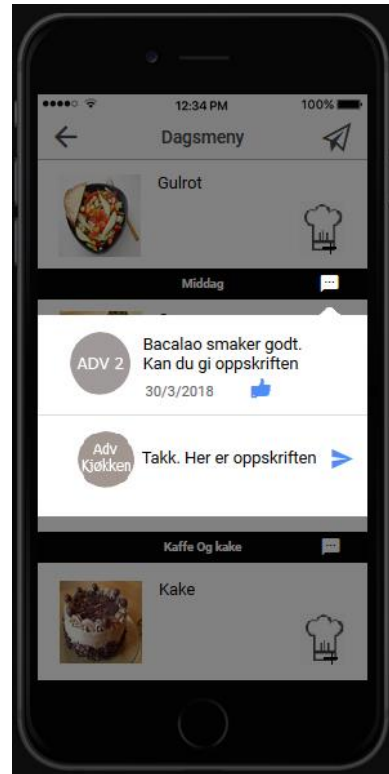 12:34 PM
100%
Dagsmeny
Gulrot
Middag
ADV 2
Bacalao smaker godt.
Kan du gi oppskriften
30/3/2018
Adv
Kjøkken
Takk. Her er oppskriften
Kaffe Og kake
Kake